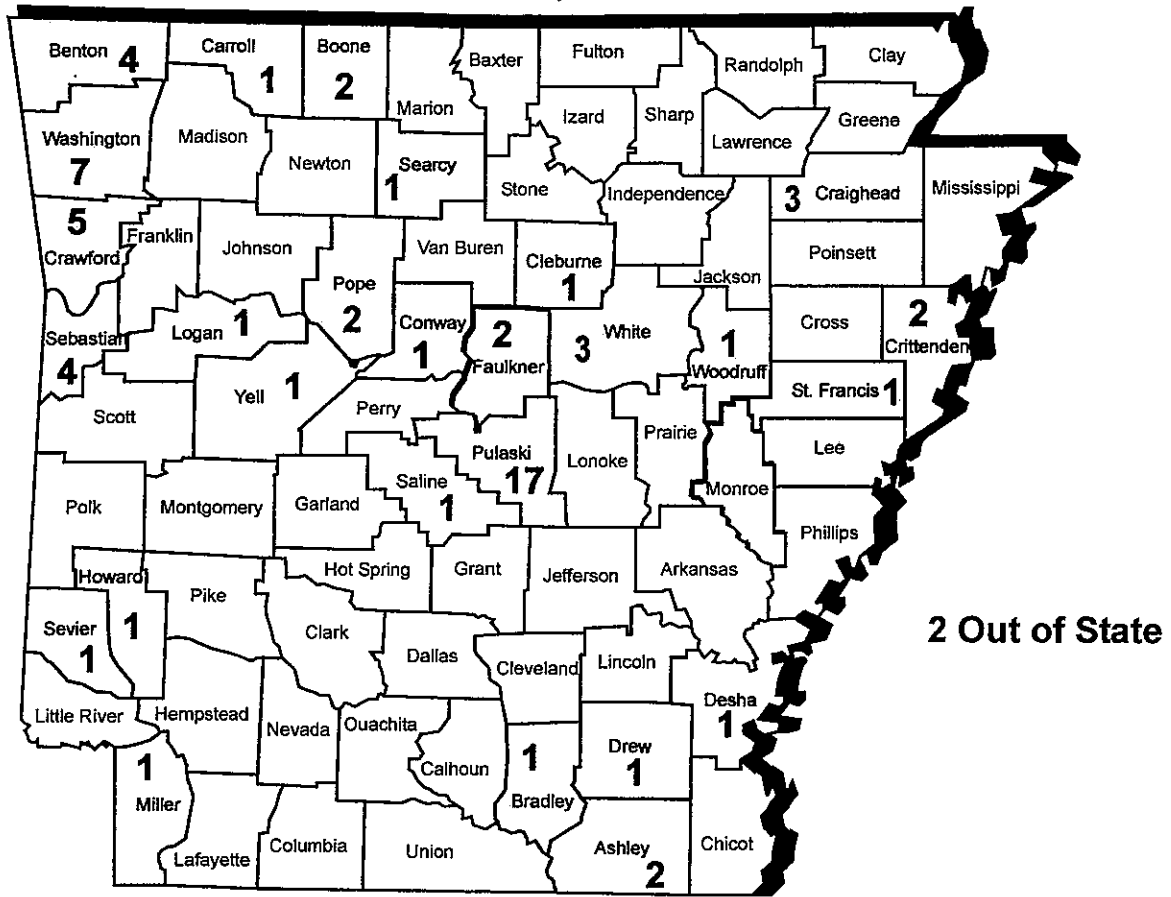 Benton 4
Carroll
1
Boone
2
Marion
Baxter
Fulton
Randolph
Clay
Izard
Sharp
Lawrence
Greene
Washington
7
Madison
Newton
Searcy
1
Stone
Independence
3 Craighead
Mississippi
5
Crawford
Franklin
Johnson
Pope
2
Van Buren
Cleburne
1
Jackson
Poinsett
Sebastian
4
Logan 1
Conway
1
2
Faulkner
3 White
1
Woodruff
Cross
2
Crittenden
Scott
Yell 1
Perry
Pulaski
17
Lonoke
Prairie
St. Francis 1
Lee
Monroe
Phillips
Polk
Montgomery
Garland
Saline
1
Howard
1
Pike
Hot Spring
Grant
Jefferson
Arkansas
Sevier
1
Clark
Dallas
Cleveland
Lincoln
Desha
1
2 Out of State
Little River
Hempstead
Nevada
Ouachita
Calhoun
1
Bradley
Drew
1
1
Miller
Lafayette
Columbia
Union
Ashley
2
Chicot